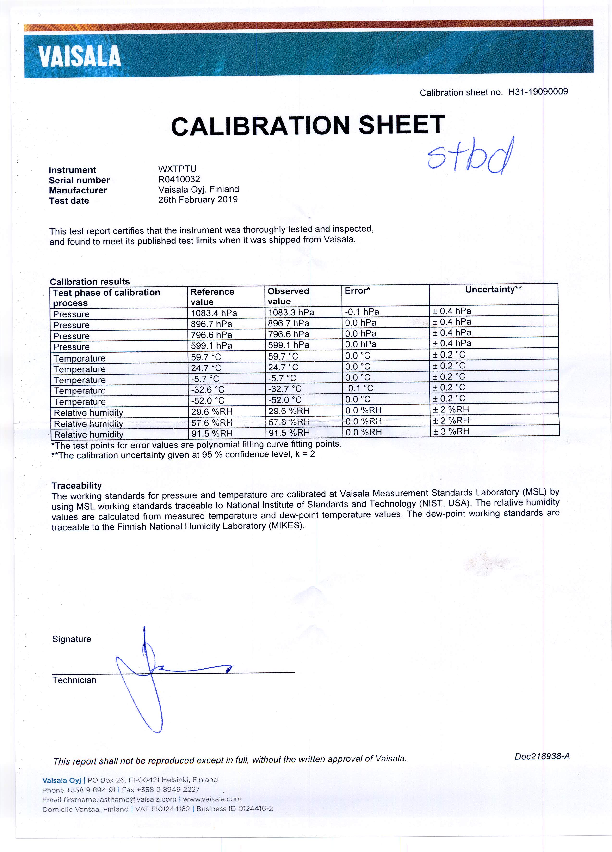 VAISALA
Calibration sheet no. H31-19090009
CALIBRATION SHEET
stbd
Instrument WXTPTU
Serial number R0410032
Manufacturer Vaisala Oyj, Finland
Test date 26th February 2019
This test report certifies that the instrument was thoroughly tested and inspected,
and found to meet its published test limits when it was shipped from Vaisala.
Calibration results
Test phase of calibration process Reference value Observed value Error* Uncertainty**
Pressure 1083.4 hPa 1083.3 hPa -0.1 hPa ± 0.4 hPa
Pressure 896.7 hPa 896.7 hPa 0.0 hPa ± 0.4 hPa
Pressure 796.6 hPa 796.6 hPa 0.0 hPa ± 0.4 hPa
Pressure 599.1 hPa 599.1 hPa 0.0 hPa ± 0.4 hPa
Temperature 59.7 °C 59.7 °C 0.0 °C ± 0.2 °C
Temperature 24.7 °C 24.7 °C 0.0 °C ± 0.2 °C
Temperature -5.7 °C -5.7 °C 0.0 °C ± 0.2 °C
Temperature -32.6 °C -32.7 °C -0.1 °C ± 0.2 °C
Temperature -52.0 °C -52.0 °C 0.0 °C ± 0.2 °C
Relative humidity 29.6 %RH 29.6 %RH 0.0 %RH ± 2 %RH
Relative humidity 57.6 %RH 57.6 %RH 0.0 %RH ± 2 %RH
Relative humidity 91.5 %RH 91.5 %RH 0.0 %RH ± 3 %RH
*The test points for error values are polynomial fitting curve fitting points.
**The calibration uncertainty given at 95 % confidence level, k = 2
Traceability
The working standards for pressure and temperature are calibrated at Vaisala Measurement Standards Laboratory (MSL) by
using MSL working standards traceable to National Institute of Standards and Technology (NIST, USA). The relative humidity
values are calculated from measured temperature and dew-point temperature values. The dew-point working standards are
traceable to the Finnish National Humidity Laboratory (MIKES).
Signature
Technician
This report shall not be reproduced except in full, without the written approval of Vaisala.
Doc218938-A
Vaisala Oyj | PO Box 26, FI-00421 Helsinki, Finland
Phone +358 9 894 91 | Fax +358 9 8949 2227
Email firstname.lastname@vaisala.com | www.vaisala.com
Domicile Vantaa, Finland | VAT FI01244162 | Business ID 0124416-2